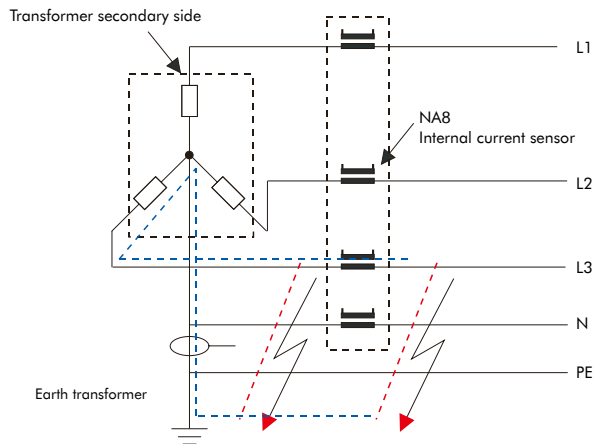 Transformer secondary side
L1
NA8
Internal current sensor
L2
L3
N
PE
Earth transformer